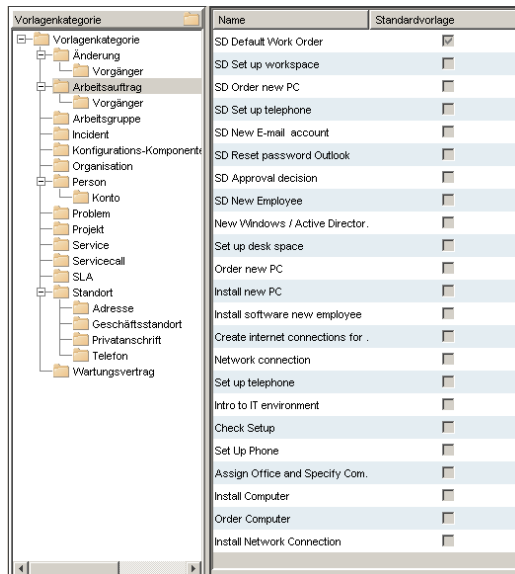 Vorlagenkategorie
Vorlagenkategorie
Änderung
Vorgänger
Arbeitsauftrag
Vorgänger
Arbeitsgruppe
Incident
Konfigurations-Komponente
Organisation
Person
Konto
Problem
Projekt
Service
Servicecall
SLA
Standort
Adresse
Geschäftsstandort
Privatanschrift
Telefon
Wartungsvertrag
Name Standardvorlage
SD Default Work Order
SD Set up workspace
SD Order new PC
SD Set up telephone
SD New E-mail account
SD Reset password Outlook
SD Approval decision
SD New Employee
New Windows / Active Director.
Set up desk space
Order new PC
Install new PC
Install software new employee
Create internet connections for .
Network connection
Set up telephone
Intro to IT environment
Check Setup
Set Up Phone
Assign Office and Specify Com.
Install Computer
Order Computer
Install Network Connection